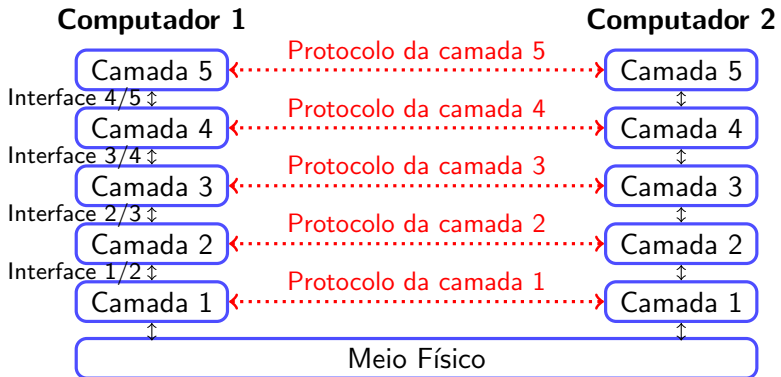 Computador 1 Computador 2
Protocolo da camada 5
Camada 5 Camada 5
Interface 4/5
Protocolo da camada 4
Camada 4 Camada 4
Interface 3/4
Protocolo da camada 3
Camada 3 Camada 3
Interface 2/3
Protocolo da camada 2
Camada 2 Camada 2
Interface 1/2
Protocolo da camada 1
Camada 1 Camada 1
Meio Físico